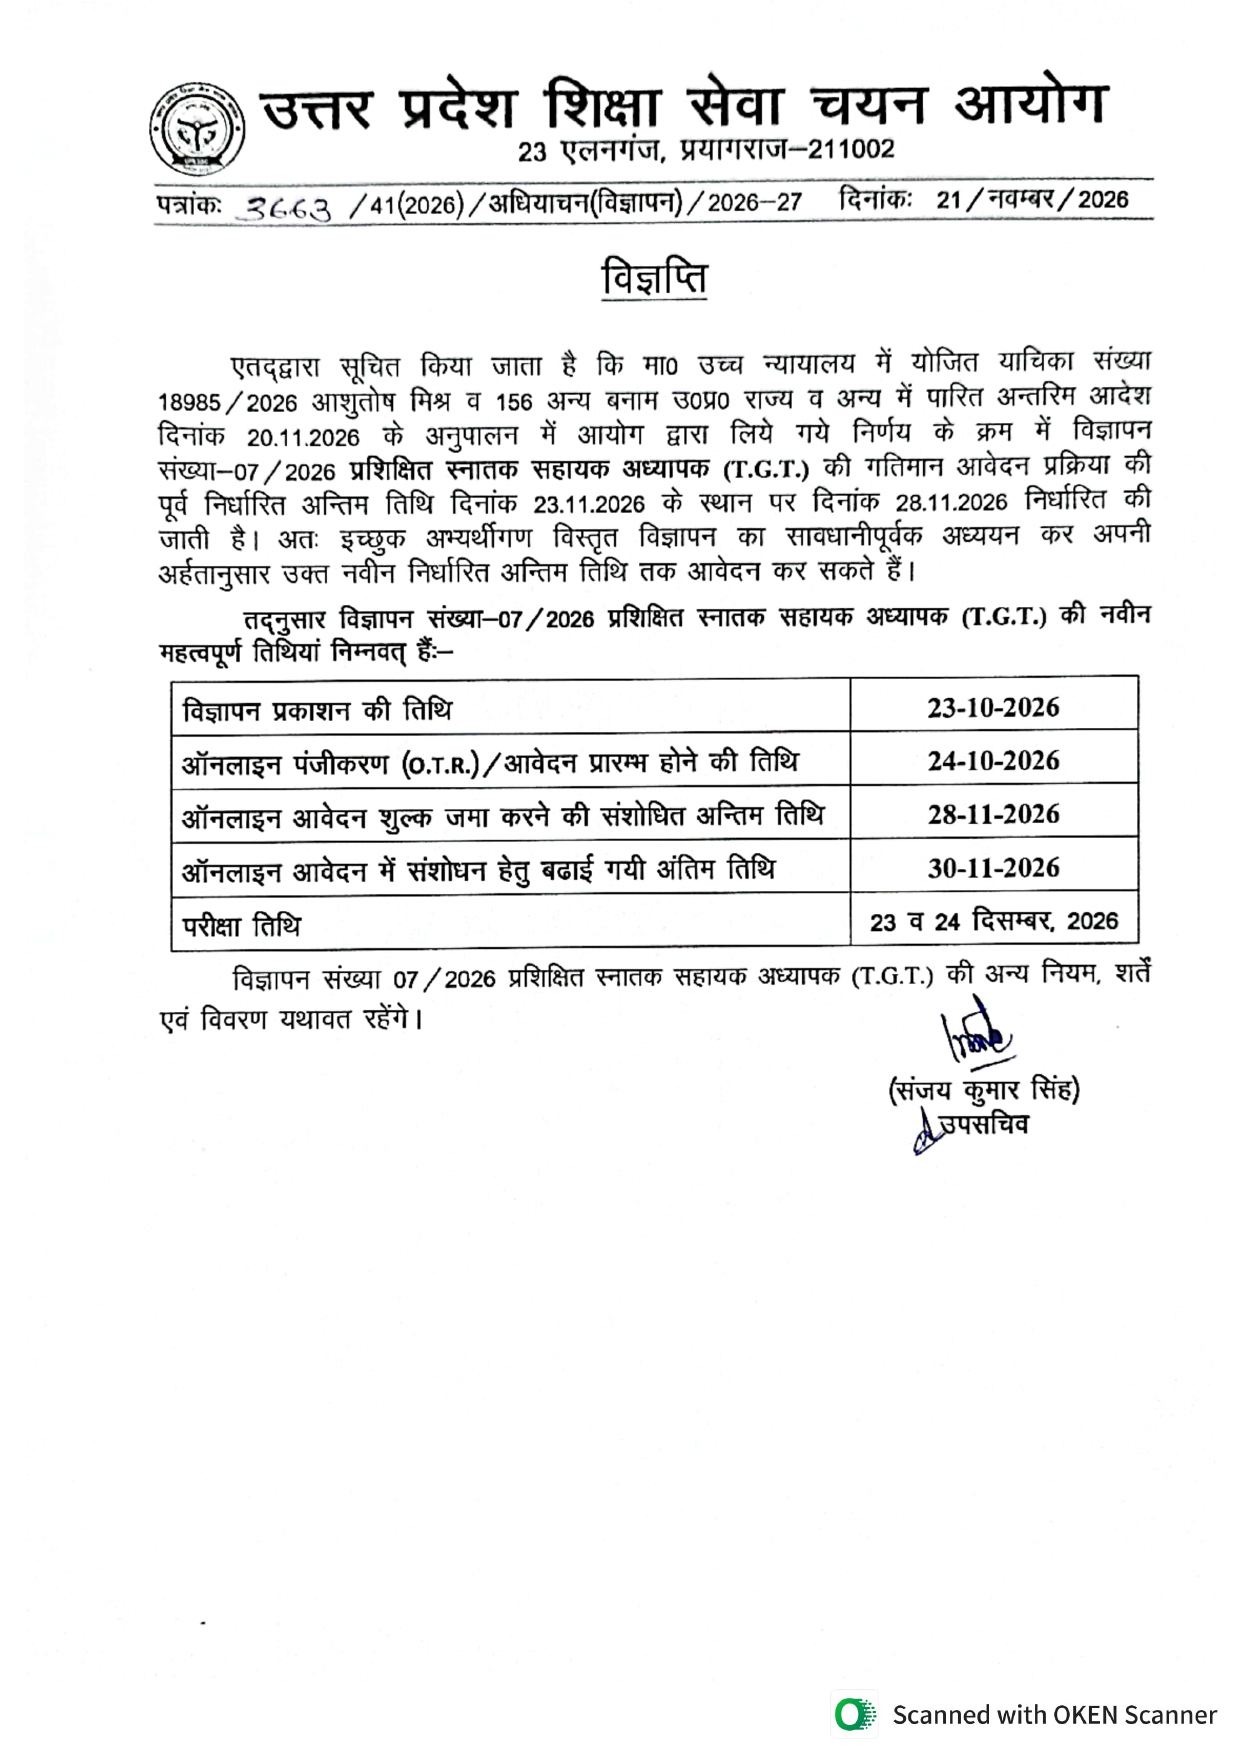 उत्तर प्रदेश शिक्षा सेवा चयन आयोग
23 एलनगंज, प्रयागराज–211002
पत्रांकः 3663 /41(2026)/अधियाचन(विज्ञापन)/2026–27 दिनांकः 21/नवम्बर/2026
विज्ञप्ति
एतद्द्वारा सूचित किया जाता है कि मा0 उच्च न्यायालय में योजित याचिका संख्या
18985/2026 आशुतोष मिश्र व 156 अन्य बनाम उ0प्र0 राज्य व अन्य में पारित अन्तरिम आदेश
दिनांक 20.11.2026 के अनुपालन में आयोग द्वारा लिये गये निर्णय के क्रम में विज्ञापन
संख्या–07/2026 प्रशिक्षित स्नातक सहायक अध्यापक (T.G.T.) की गतिमान आवेदन प्रक्रिया की
पूर्व निर्धारित अन्तिम तिथि दिनांक 23.11.2026 के स्थान पर दिनांक 28.11.2026 निर्धारित की
जाती है। अतः इच्छुक अभ्यर्थीगण विस्तृत विज्ञापन का सावधानीपूर्वक अध्ययन कर अपनी
अर्हतानुसार उक्त नवीन निर्धारित अन्तिम तिथि तक आवेदन कर सकते हैं।
तद्नुसार विज्ञापन संख्या–07/2026 प्रशिक्षित स्नातक सहायक अध्यापक (T.G.T.) की नवीन
महत्वपूर्ण तिथियां निम्नवत् हैंः–
विज्ञापन प्रकाशन की तिथि 23-10-2026
ऑनलाइन पंजीकरण (O.T.R.)/आवेदन प्रारम्भ होने की तिथि 24-10-2026
ऑनलाइन आवेदन शुल्क जमा करने की संशोधित अन्तिम तिथि 28-11-2026
ऑनलाइन आवेदन में संशोधन हेतु बढाई गयी अंतिम तिथि 30-11-2026
परीक्षा तिथि 23 व 24 दिसम्बर, 2026
विज्ञापन संख्या 07/2026 प्रशिक्षित स्नातक सहायक अध्यापक (T.G.T.) की अन्य नियम, शर्तें
एवं विवरण यथावत रहेंगे।
(संजय कुमार सिंह)
उपसचिव
Scanned with OKEN Scanner